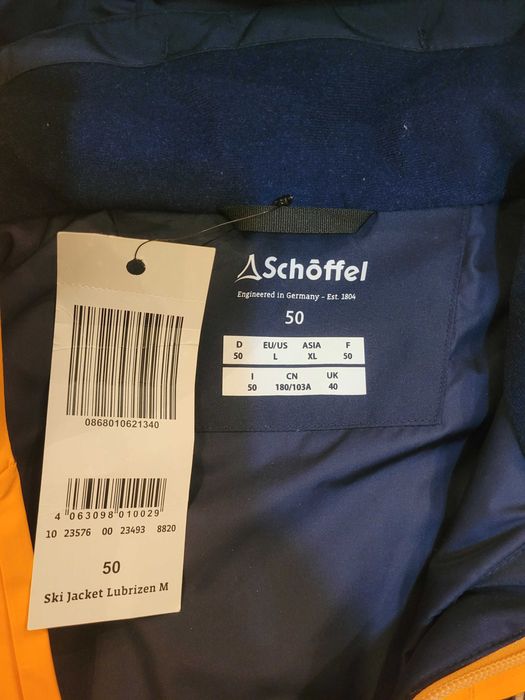 Schöffel
Engineered in Germany - Est. 1804
50
D EU/US ASIA F
50 L XL 50
I CN UK
50 180/103A 40
0868010621340
4 063098 010029
10 23576 00 23493 8820
50
Ski Jacket Lubrizen M